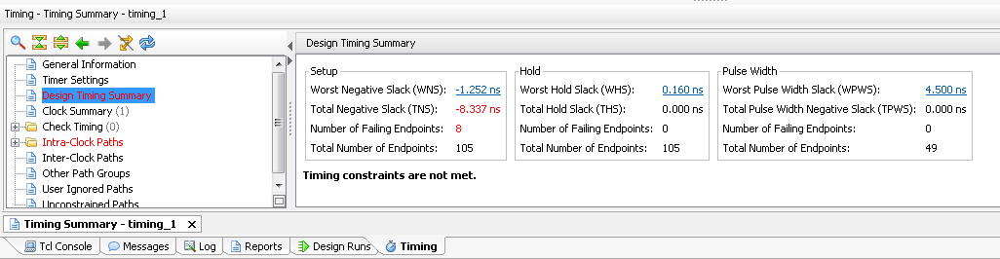 Timing - Timing Summary - timing_1
General Information
Timer Settings
Design Timing Summary
Clock Summary (1)
Check Timing (0)
Intra-Clock Paths
Inter-Clock Paths
Other Path Groups
User Ignored Paths
Unconstrained Paths
Design Timing Summary
Setup
Worst Negative Slack (WNS): -1.252 ns
Total Negative Slack (TNS): -8.337 ns
Number of Failing Endpoints: 8
Total Number of Endpoints: 105
Hold
Worst Hold Slack (WHS): 0.160 ns
Total Hold Slack (THS): 0.000 ns
Number of Failing Endpoints: 0
Total Number of Endpoints: 105
Pulse Width
Worst Pulse Width Slack (WPWS): 4.500 ns
Total Pulse Width Negative Slack (TPWS): 0.000 ns
Number of Failing Endpoints: 0
Total Number of Endpoints: 49
Timing constraints are not met.
Timing Summary - timing_1
Tcl Console Messages Log Reports Design Runs Timing